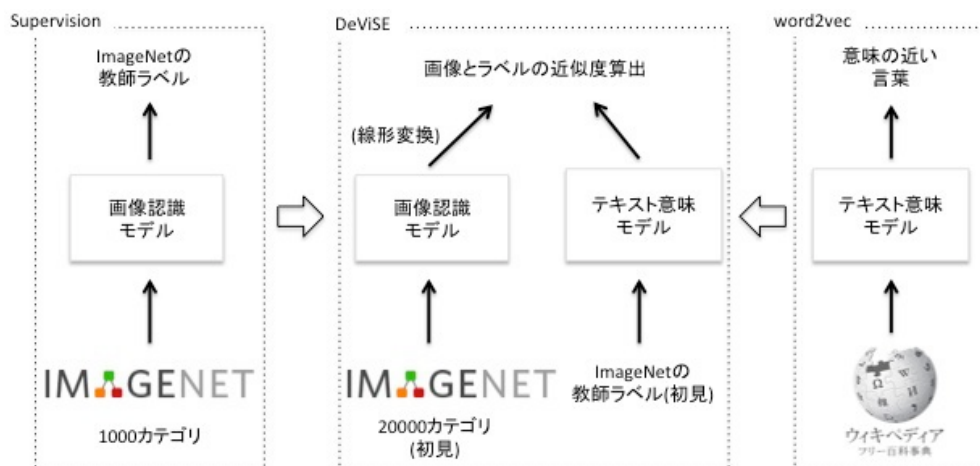 Supervision
ImageNetの
教師ラベル
画像認識
モデル
IMAGENET
1000カテゴリ
DeViSE
画像とラベルの近似度算出
(線形変換)
画像認識
モデル
テキスト意味
モデル
IMAGENET
20000カテゴリ
(初見)
ImageNetの
教師ラベル(初見)
word2vec
意味の近い
言葉
テキスト意味
モデル
Ω
W
ウィキペディア
フリー百科事典